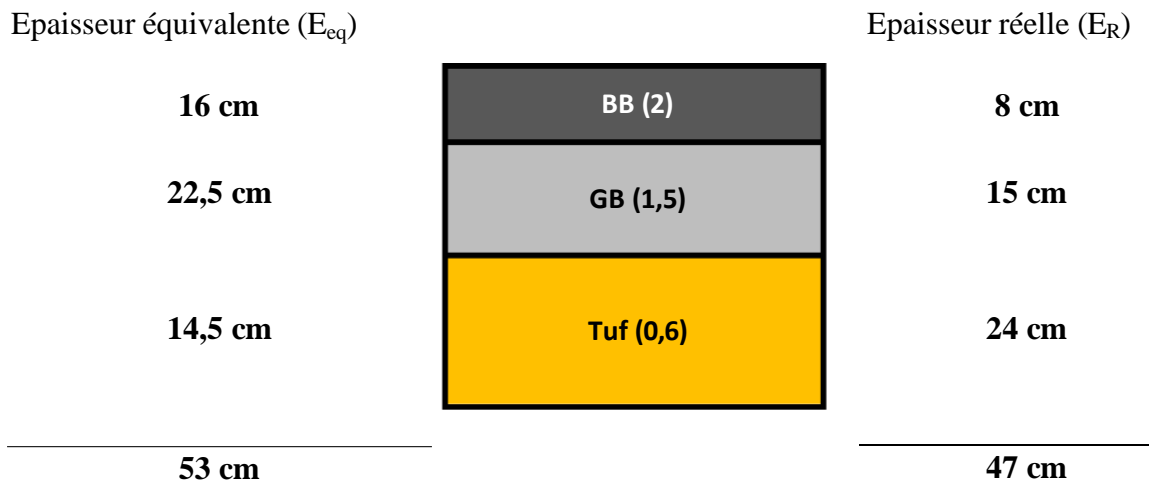 Epaisseur équivalente (Eeq) Epaisseur réelle (ER)
16 cm BB (2) 8 cm
22,5 cm GB (1,5) 15 cm
14,5 cm Tuf (0,6) 24 cm
53 cm 47 cm